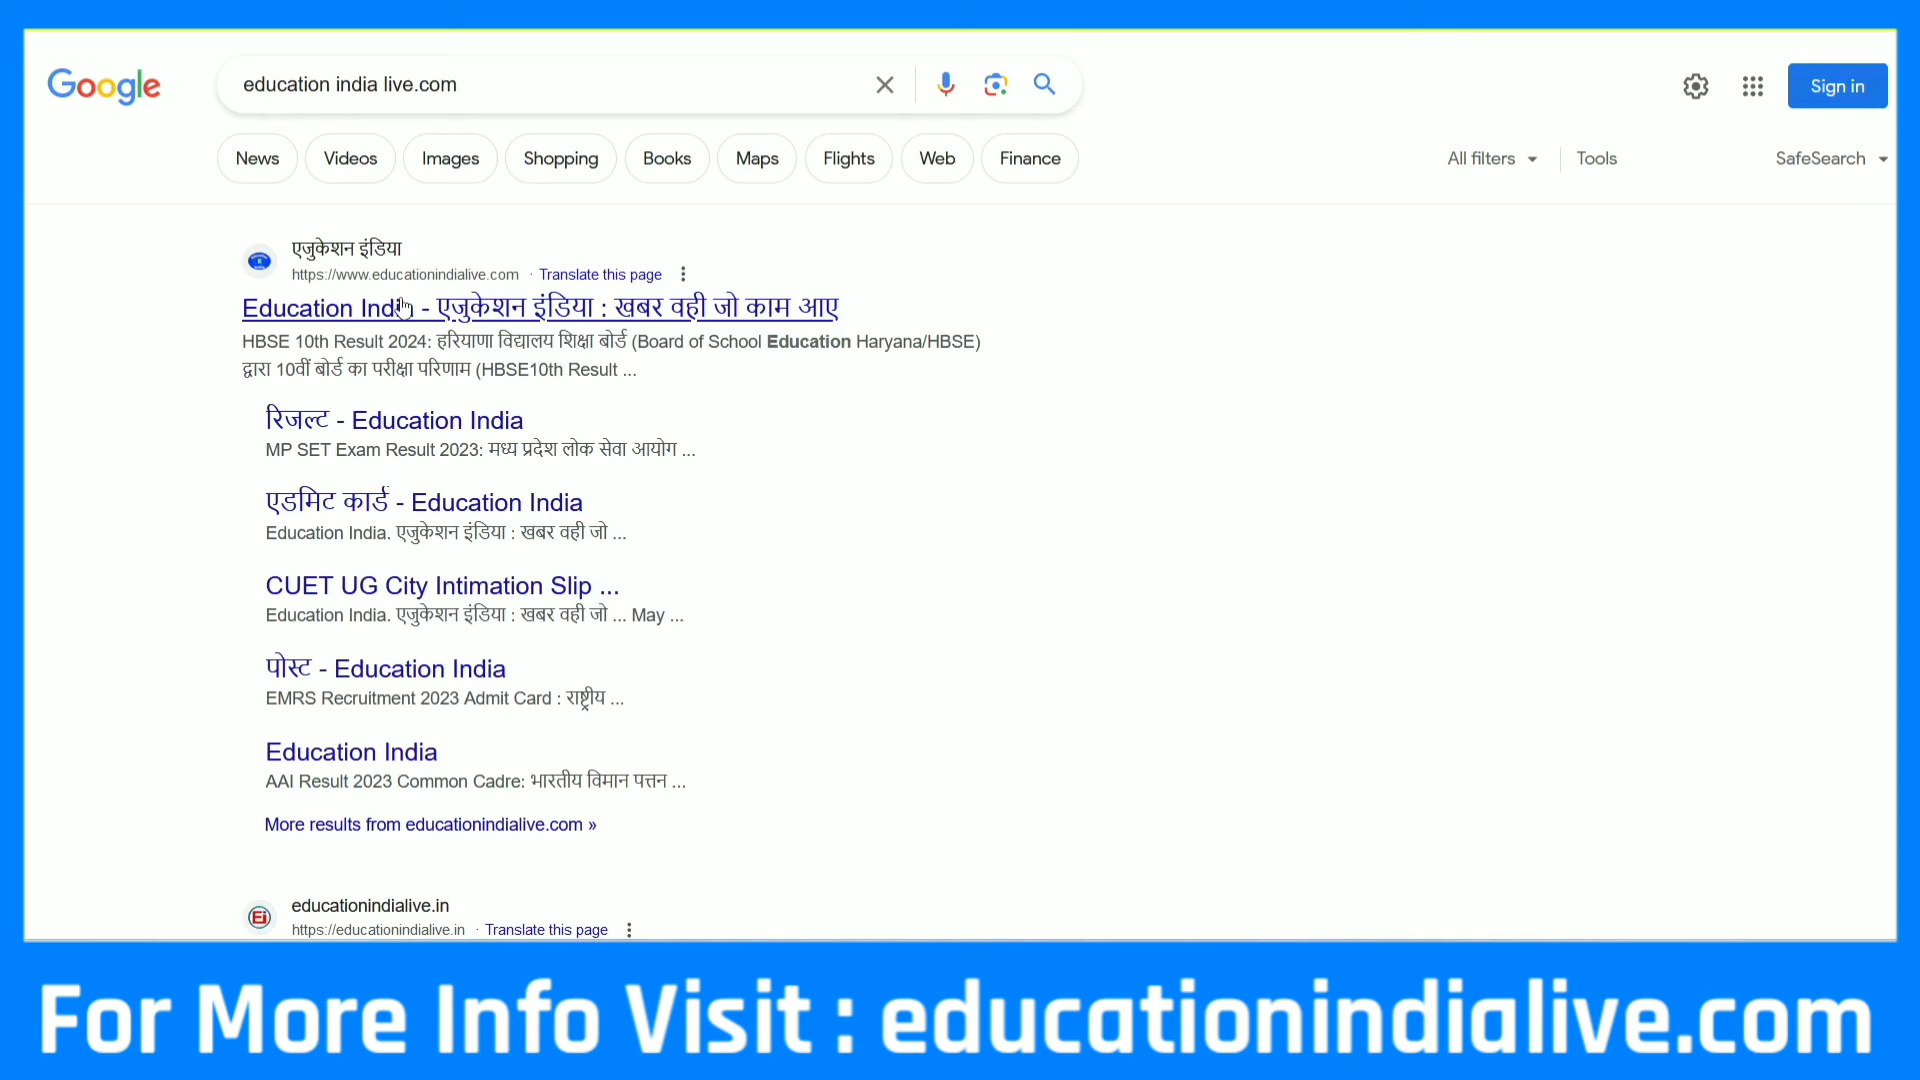 Google
education india live.com
Sign in
News
Videos
Images
Shopping
Books
Maps
Flights
Web
Finance
All filters
Tools
SafeSearch
एजुकेशन इंडिया
https://www.educationindialive.com · Translate this page
Education India - एजुकेशन इंडिया : खबर वही जो काम आए
HBSE 10th Result 2024: हरियाणा विद्यालय शिक्षा बोर्ड (Board of School Education Haryana/HBSE)
द्वारा 10वीं बोर्ड का परीक्षा परिणाम (HBSE10th Result ...
रिजल्ट - Education India
MP SET Exam Result 2023: मध्य प्रदेश लोक सेवा आयोग ...
एडमिट कार्ड - Education India
Education India. एजुकेशन इंडिया : खबर वही जो ...
CUET UG City Intimation Slip ...
Education India. एजुकेशन इंडिया : खबर वही जो ... May ...
पोस्ट - Education India
EMRS Recruitment 2023 Admit Card : राष्ट्रीय ...
Education India
AAI Result 2023 Common Cadre: भारतीय विमान पत्तन ...
More results from educationindialive.com »
Ei
educationindialive.in
https://educationindialive.in · Translate this page
For More Info Visit : educationindialive.com